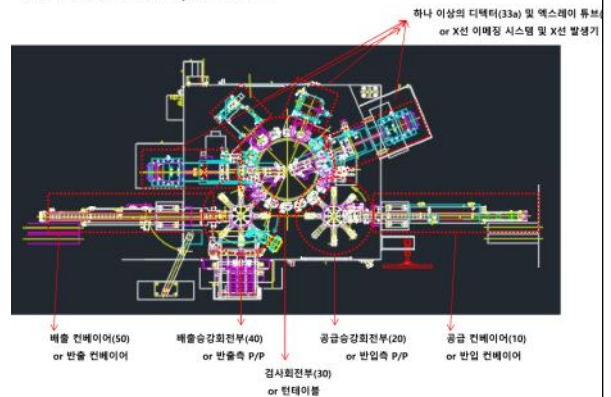 하나 이상의 디텍터(33a) 및 엑스레이 튜브(
or X선 이메징 시스템 및 X선 발생기
배출 컨베이어(50)
or 반출 컨베이어
배출승강회전부(40)
or 반출측 P/P
공급승강회전부(20)
or 반입측 P/P
공급 컨베이어(10)
or 반입 컨베이어
검사회전부(30)
or 턴테이블